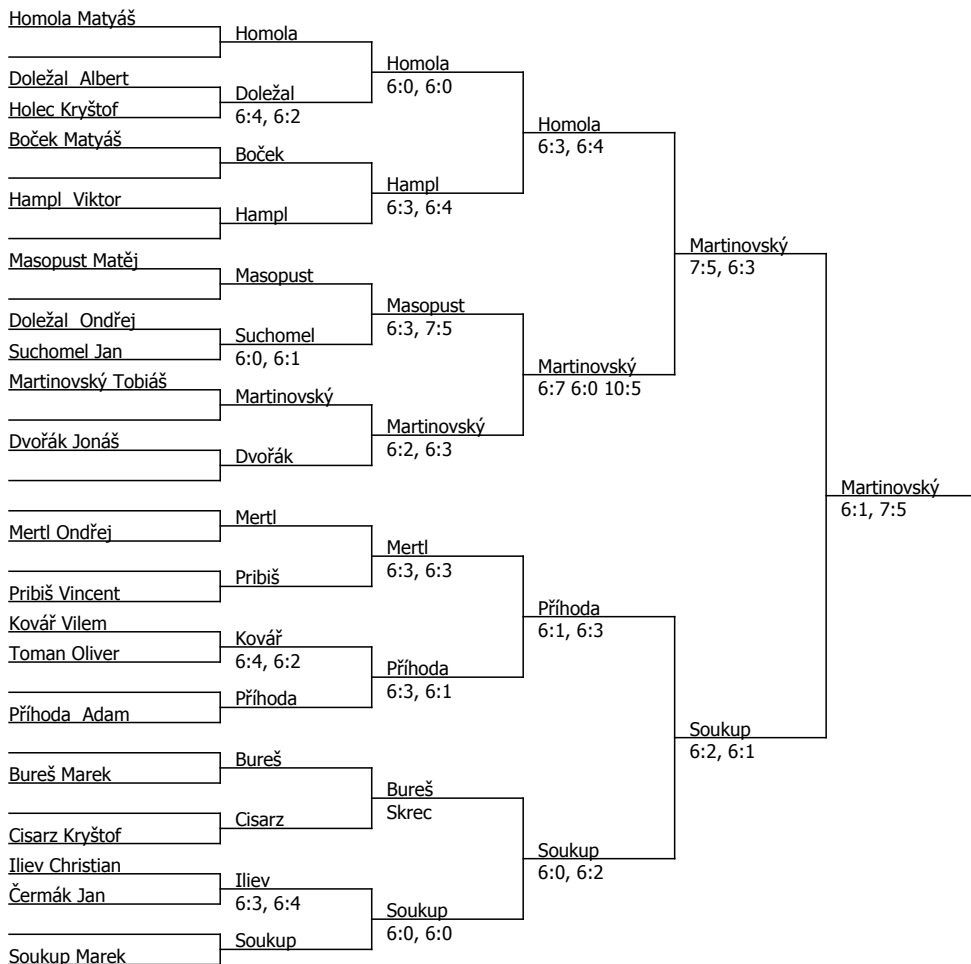 Homola Matyáš
Homola
Homola
6:0, 6:0
Doležal  Albert
Doležal
6:4, 6:2
Holec Kryštof
Homola
6:3, 6:4
Boček Matyáš
Boček
Hampl
6:3, 6:4
Hampl  Viktor
Hampl
Martinovský
7:5, 6:3
Masopust Matěj
Masopust
Masopust
6:3, 7:5
Doležal  Ondřej
Suchomel
6:0, 6:1
Suchomel Jan
Martinovský
6:7 6:0 10:5
Martinovský Tobiáš
Martinovský
Martinovský
6:2, 6:3
Dvořák Jonáš
Dvořák
Martinovský
6:1, 7:5
Mertl
Mertl Ondřej
Mertl
6:3, 6:3
Pribiš
Pribiš Vincent
Příhoda
6:1, 6:3
Kovář Vilem
Kovář
6:4, 6:2
Toman Oliver
Příhoda
6:3, 6:1
Příhoda
Příhoda  Adam
Soukup
6:2, 6:1
Bureš
Bureš Marek
Bureš
Skrec
Cisarz
Cisarz Kryštof
Soukup
6:0, 6:2
Iliev Christian
Iliev
6:3, 6:4
Čermák Jan
Soukup
6:0, 6:0
Soukup
Soukup Marek